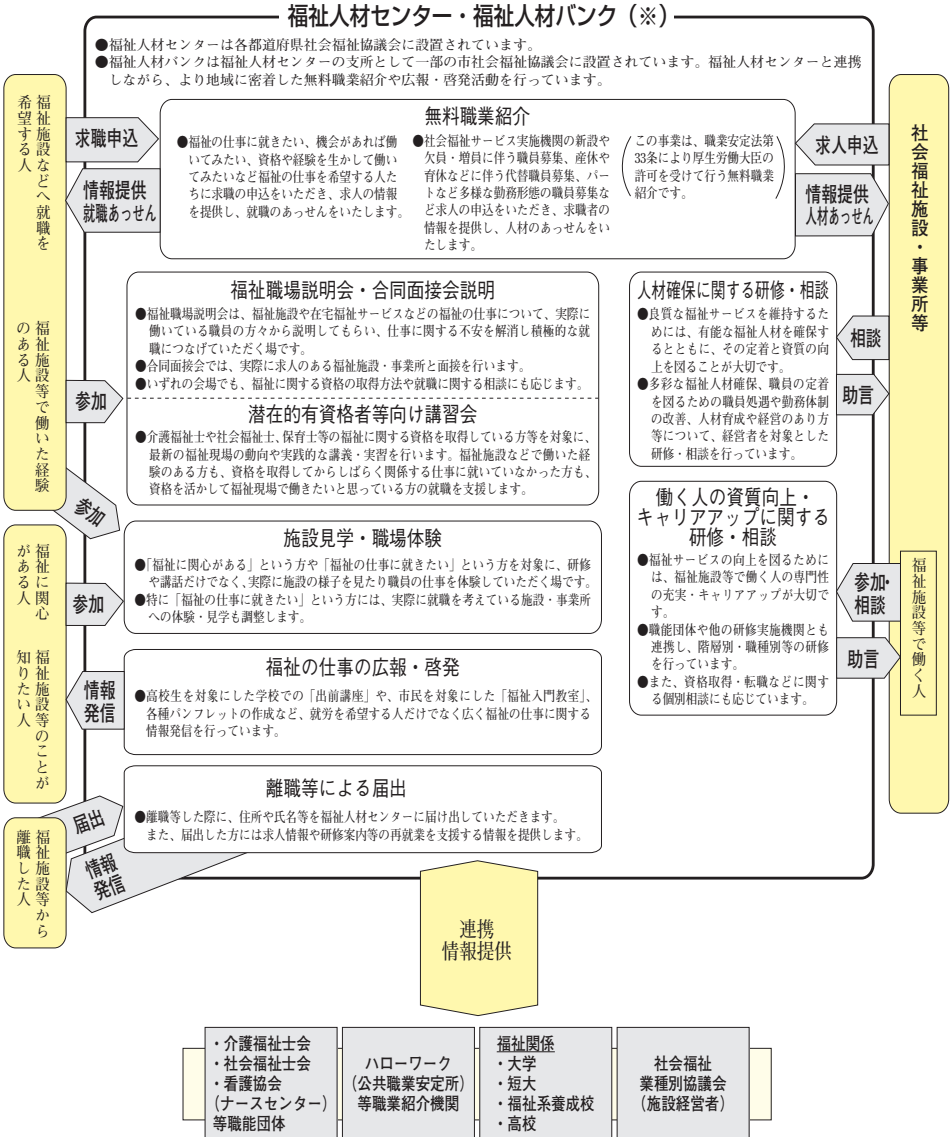 福祉人材センター・福祉人材バンク（※）
●福祉人材センターは各都道府県社会福祉協議会に設置されています。
●福祉人材バンクは福祉人材センターの支所として一部の市社会福祉協議会に設置されています。福祉人材センターと連携
しながら、より地域に密着した無料職業紹介や広報・啓発活動を行っています。
福祉施設などへ就職を
希望する人
福祉施設等で働いた経験
のある人
求職申込
情報提供
就職あっせん
無料職業紹介
●福祉の仕事に就きたい、機会があれば働
いてみたい、資格や経験を生かして働い
てみたいなど福祉の仕事を希望する人た
ちに求職の申込をいただき、求人の情報
を提供し、就職のあっせんをいたします。
●社会福祉サービス実施機関の新設や
欠員・増員に伴う職員募集、産休や
育休などに伴う代替職員募集、パー
トなど多様な勤務形態の職員募集な
ど求人の申込をいただき、求職者の
情報を提供し、人材のあっせんをい
たします。
（この事業は、職業安定法第
33条により厚生労働大臣の
許可を受けて行う無料職業
紹介です。）
求人申込
情報提供
人材あっせん
社会福祉施設・事業所等
参加
福祉職場説明会・合同面接会説明
●福祉職場説明会は、福祉施設や在宅福祉サービスなどの福祉の仕事について、実際に
働いている職員の方々から説明してもらい、仕事に関する不安を解消し積極的な就
職につなげていただく場です。
●合同面接会では、実際に求人のある福祉施設・事業所と面接を行います。
●いずれの会場でも、福祉に関する資格の取得方法や就職に関する相談にも応じます。
潜在的有資格者等向け講習会
●介護福祉士や社会福祉士、保育士等の福祉に関する資格を取得している方等を対象に、
最新の福祉現場の動向や実践的な講義・実習を行います。福祉施設などで働いた経
験のある方も、資格を取得してからしばらく関係する仕事に就いていなかった方も、
資格を活かして福祉現場で働きたいと思っている方の就職を支援します。
人材確保に関する研修・相談
●良質な福祉サービスを維持するた
めには、有能な福祉人材を確保す
るとともに、その定着と資質の向
上を図ることが大切です。
●多彩な福祉人材確保、職員の定着
を図るための職員処遇や勤務体制
の改善、人材育成や経営のあり方
等について、経営者を対象とした
研修・相談を行っています。
相談
助言
参加
福祉に関心
がある人
福祉施設等のことが
知りたい人
参加
施設見学・職場体験
●「福祉に関心がある」という方や「福祉の仕事に就きたい」という方を対象に、研修
や講話だけでなく、実際に施設の様子を見たり職員の仕事を体験していただく場です。
●特に「福祉の仕事に就きたい」という方には、実際に就職を考えている施設・事業所
への体験・見学も調整します。
働く人の資質向上・
キャリアアップに関する
研修・相談
●福祉サービスの向上を図るために
は、福祉施設等で働く人の専門性
の充実・キャリアアップが大切で
す。
●職能団体や他の研修実施機関とも
連携し、階層別・職種別等の研修
を行っています。
●また、資格取得・転職などに関す
る個別相談にも応じています。
参加・
相談
助言
福祉施設等で働く人
情報
発信
福祉の仕事の広報・啓発
●高校生を対象にした学校での「出前講座」や、市民を対象にした「福祉入門教室」、
各種パンフレットの作成など、就労を希望する人だけでなく広く福祉の仕事に関する
情報発信を行っています。
福祉施設等から
離職した人
届出
情報
発信
離職等による届出
●離職等した際に、住所や氏名等を福祉人材センターに届け出していただきます。
また、届出した方には求人情報や研修案内等の再就業を支援する情報を提供します。
連携
情報提供
・介護福祉士会
・社会福祉士会
・看護協会
（ナースセンター）
等職能団体
ハローワーク
（公共職業安定所）
等職業紹介機関
福祉関係
・大学
・短大
・福祉系養成校
・高校
社会福祉
業種別協議会
（施設経営者）